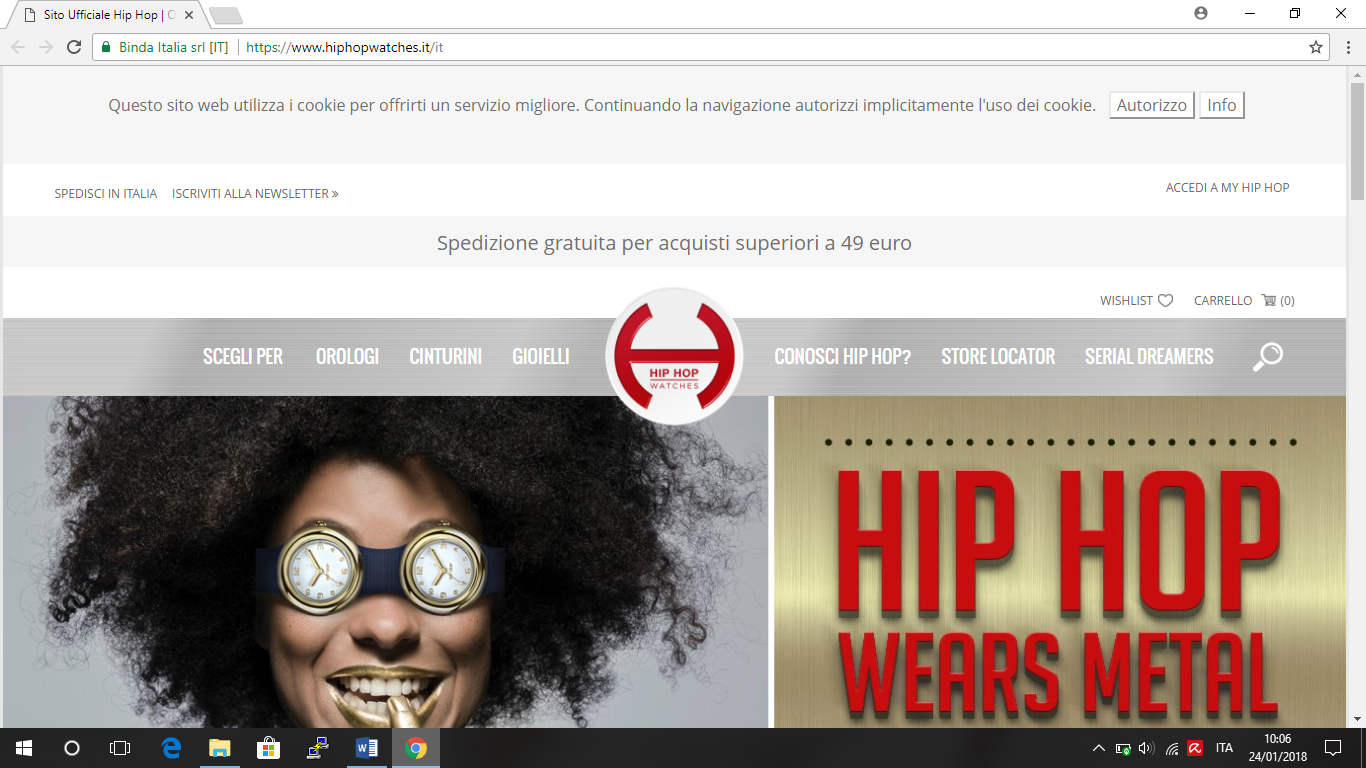 Sito Ufficiale Hip Hop | O
Binda Italia srl [IT] https://www.hiphopwatches.it/it
Questo sito web utilizza i cookie per offrirti un servizio migliore. Continuando la navigazione autorizzi implicitamente l'uso dei cookie. Autorizzo Info
SPEDISCI IN ITALIA ISCRIVITI ALLA NEWSLETTER » ACCEDI A MY HIP HOP
Spedizione gratuita per acquisti superiori a 49 euro
WISHLIST CARRELLO (0)
SCEGLI PER OROLOGI CINTURINI GIOIELLI CONOSCI HIP HOP? STORE LOCATOR SERIAL DREAMERS
HIP HOP
WATCHES
HIP HOP
WEARS METAL
ITA 10:06
24/01/2018